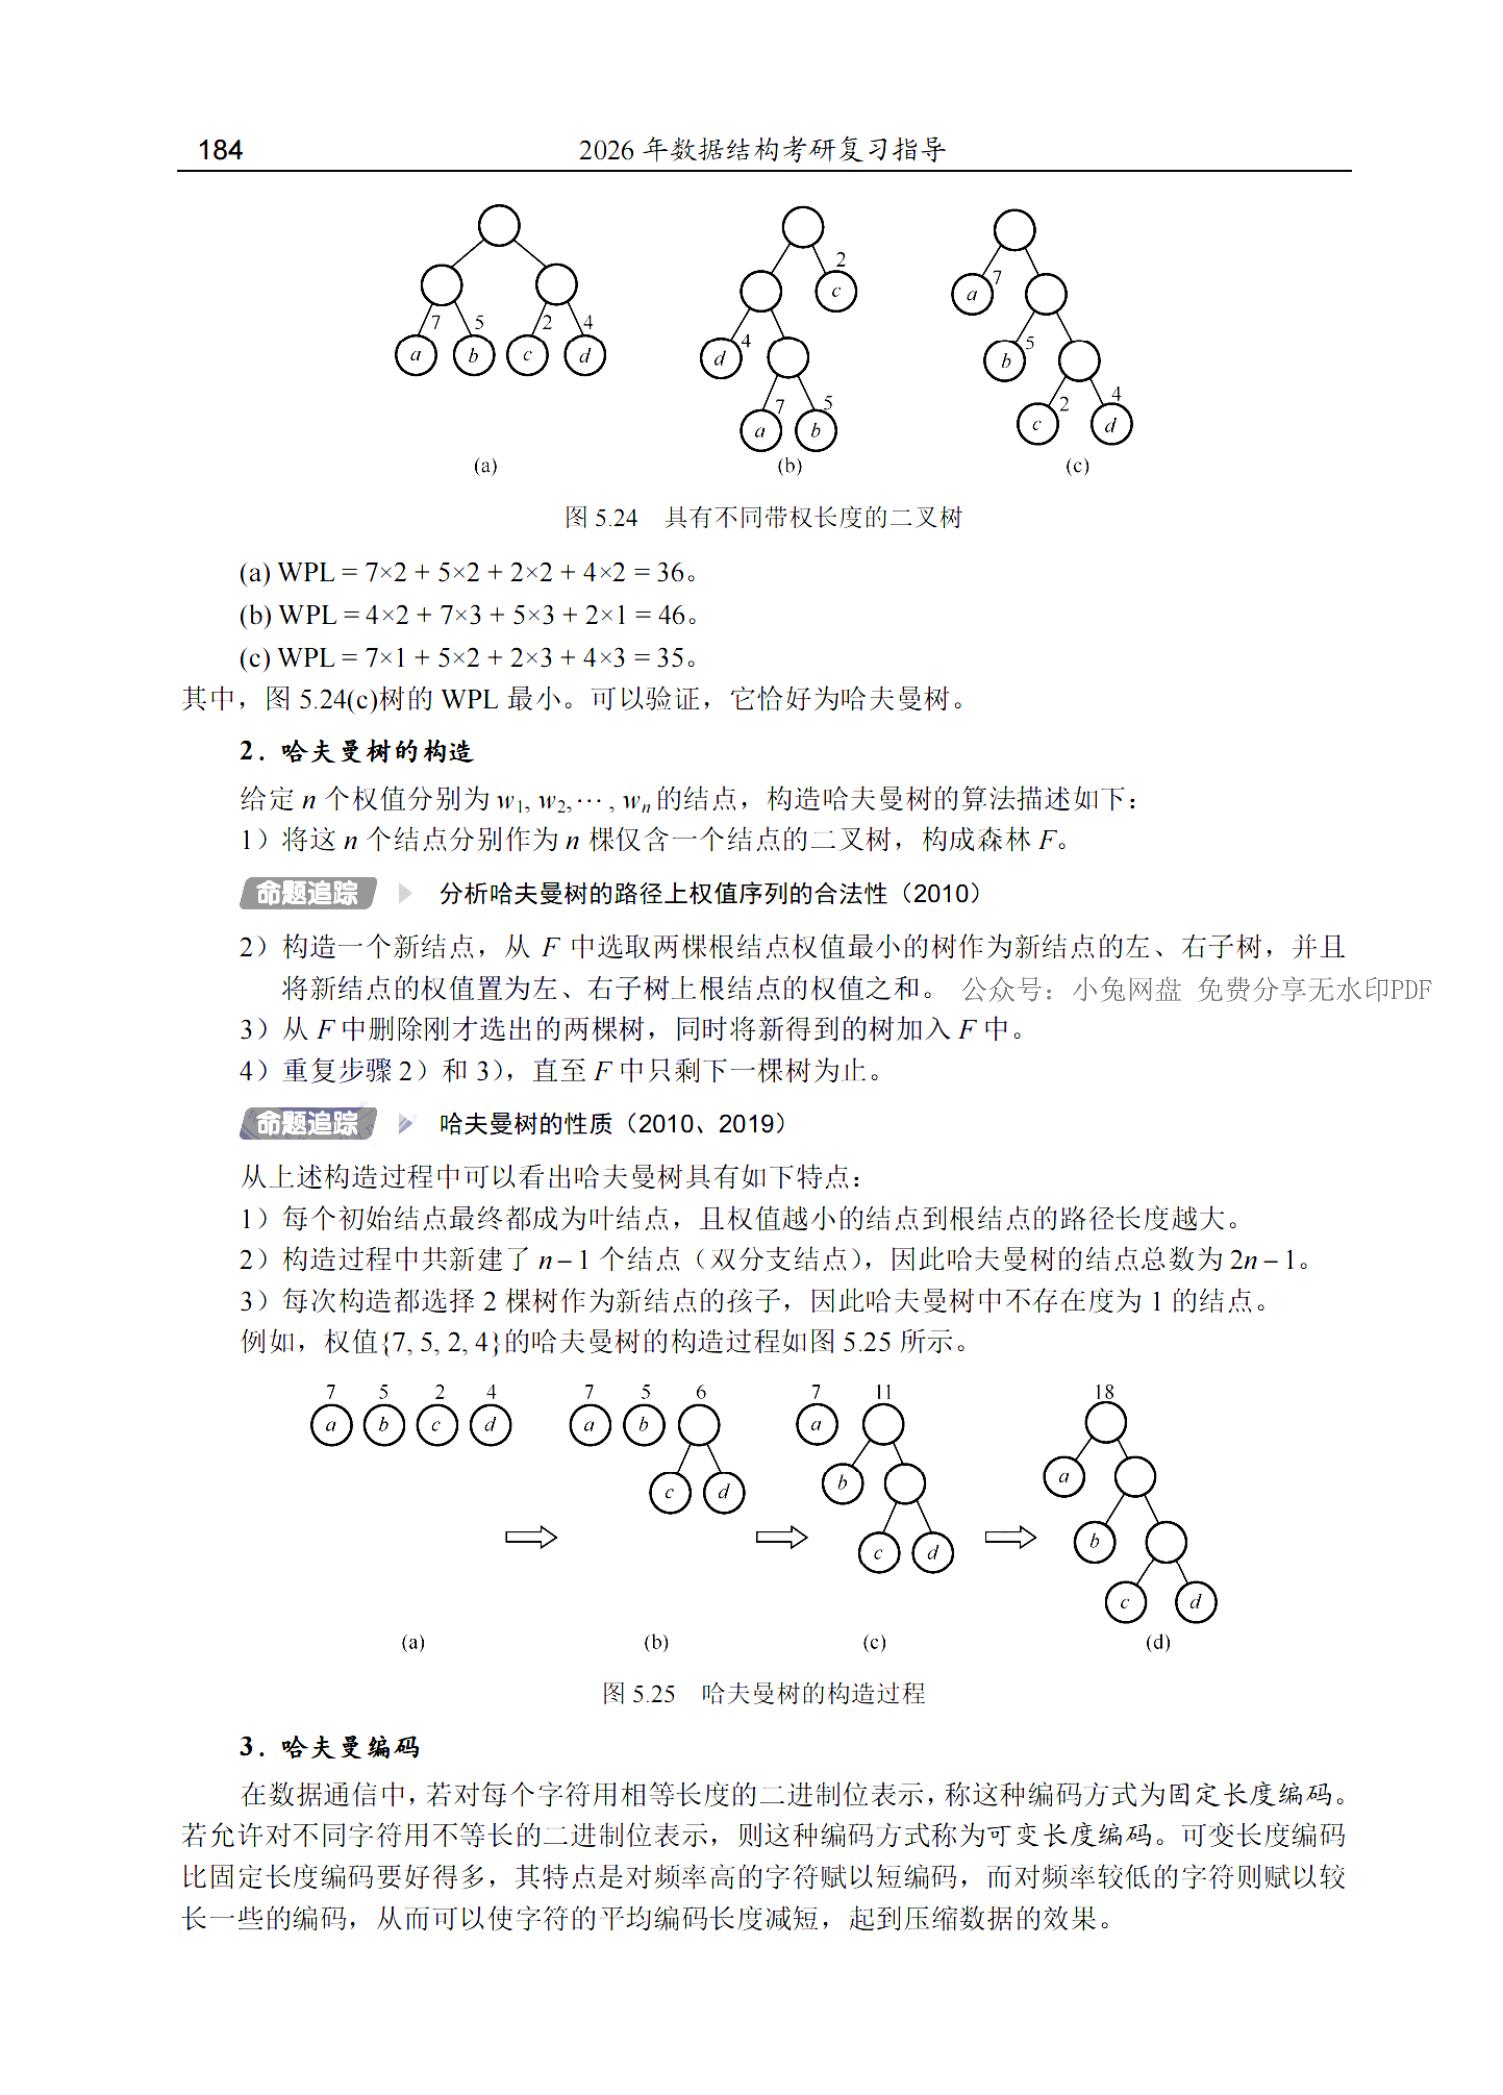 184
2026 年数据结构考研复习指导
7 5 2 4
a b c d
(a)
2
c
4
d
7 5
a b
(b)
7
a
5
b
2 4
c d
(c)
图 5.24 具有不同带权长度的二叉树
(a) WPL = 7×2 + 5×2 + 2×2 + 4×2 = 36。
(b) WPL = 4×2 + 7×3 + 5×3 + 2×1 = 46。
(c) WPL = 7×1 + 5×2 + 2×3 + 4×3 = 35。
其中，图 5.24(c)树的 WPL 最小。可以验证，它恰好为哈夫曼树。
2．哈夫曼树的构造
给定 n 个权值分别为 w1, w2,⋯, wn 的结点，构造哈夫曼树的算法描述如下：
1）将这 n 个结点分别作为 n 棵仅含一个结点的二叉树，构成森林 F。
命题追踪 分析哈夫曼树的路径上权值序列的合法性（2010）
2）构造一个新结点，从 F 中选取两棵根结点权值最小的树作为新结点的左、右子树，并且
将新结点的权值置为左、右子树上根结点的权值之和。 公众号：小兔网盘 免费分享无水印PDF
3）从 F 中删除刚才选出的两棵树，同时将新得到的树加入 F 中。
4）重复步骤 2）和 3），直至 F 中只剩下一棵树为止。
命题追踪 哈夫曼树的性质（2010、2019）
从上述构造过程中可以看出哈夫曼树具有如下特点：
1）每个初始结点最终都成为叶结点，且权值越小的结点到根结点的路径长度越大。
2）构造过程中共新建了 n – 1 个结点（双分支结点），因此哈夫曼树的结点总数为 2n – 1。
3）每次构造都选择 2 棵树作为新结点的孩子，因此哈夫曼树中不存在度为 1 的结点。
例如，权值{7, 5, 2, 4}的哈夫曼树的构造过程如图 5.25 所示。
7 5 2 4
a b c d
(a)
7 5 6
a b
c d
(b)
7 11
a
b
c d
(c)
18
a
b
c d
(d)
图 5.25 哈夫曼树的构造过程
3．哈夫曼编码
在数据通信中，若对每个字符用相等长度的二进制位表示，称这种编码方式为固定长度编码。
若允许对不同字符用不等长的二进制位表示，则这种编码方式称为可变长度编码。可变长度编码
比固定长度编码要好得多，其特点是对频率高的字符赋以短编码，而对频率较低的字符则赋以较
长一些的编码，从而可以使字符的平均编码长度减短，起到压缩数据的效果。